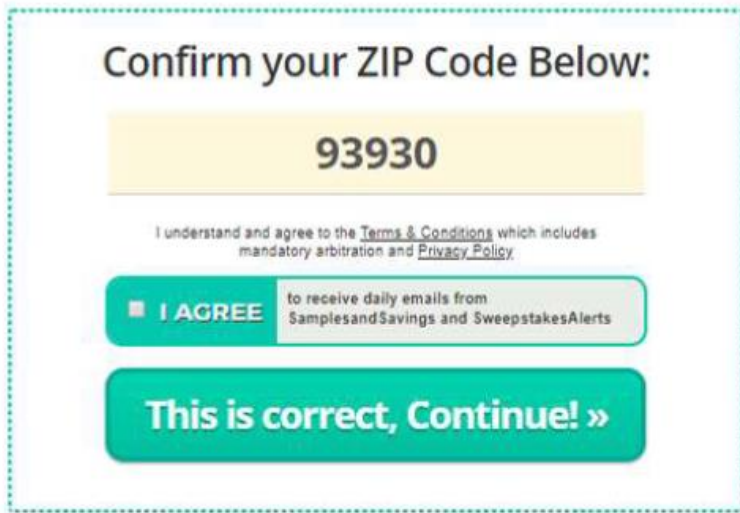 Confirm your ZIP Code Below:
93930
I understand and agree to the Terms & Conditions which includes
mandatory arbitration and Privacy Policy
I AGREE
to receive daily emails from
SamplesandSavings and SweepstakesAlerts
This is correct, Continue! »